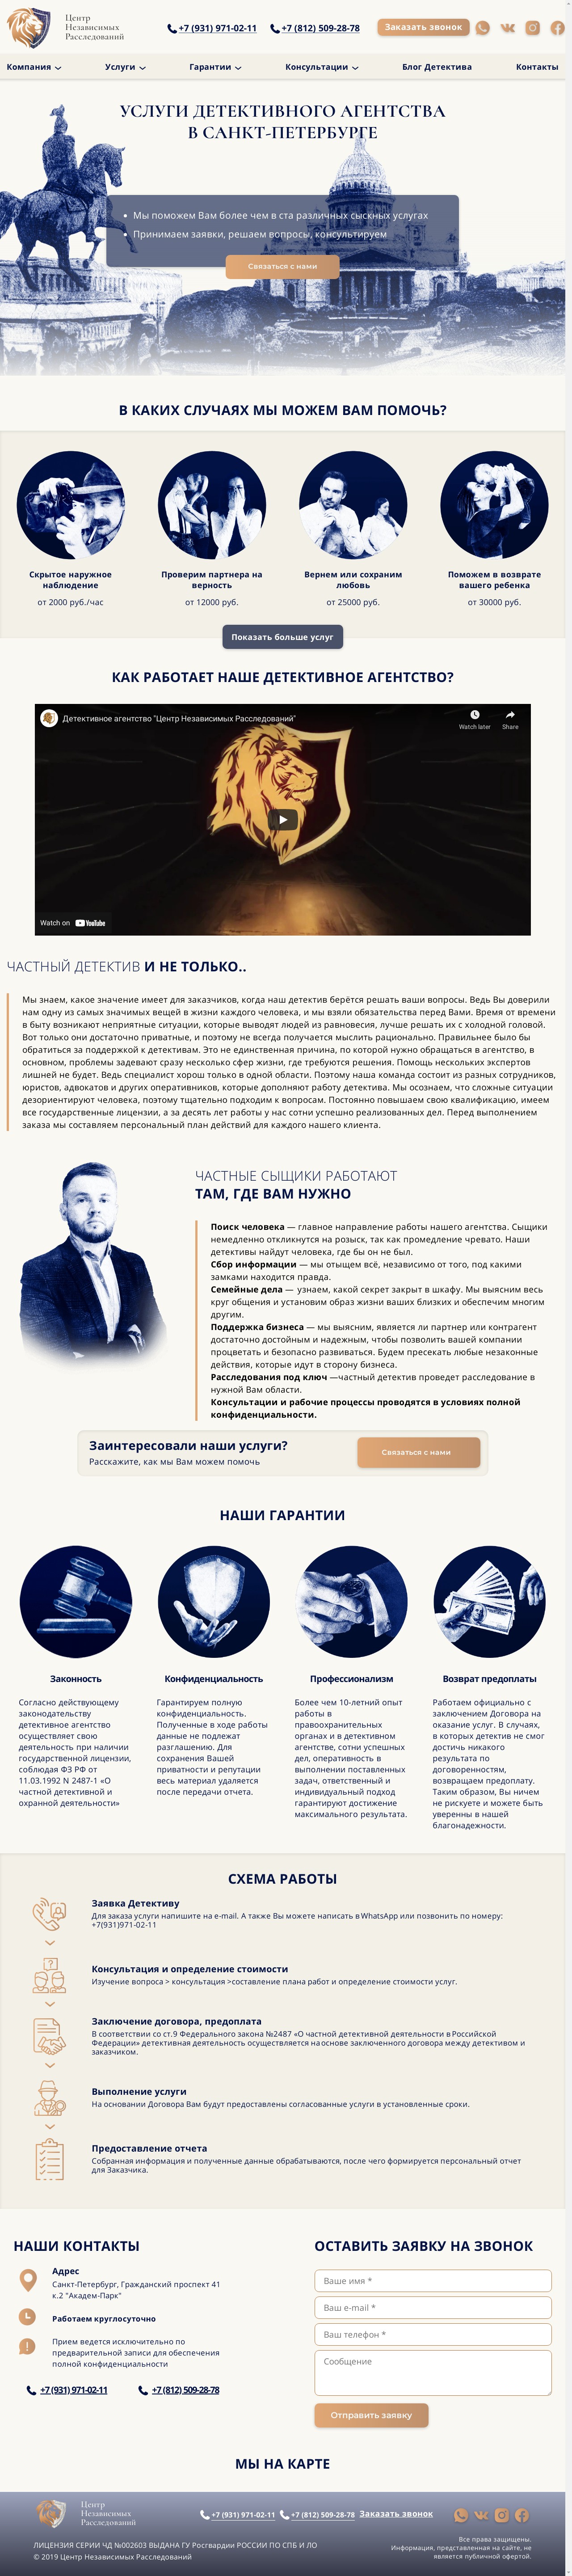 Центр
Независимых
Расследований
+7 (931) 971-02-11
+7 (812) 509-28-78
Заказать звонок
Компания
Услуги
Гарантии
Консультации
Блог Детектива
Контакты
УСЛУГИ ДЕТЕКТИВНОГО АГЕНТСТВА
В САНКТ-ПЕТЕРБУРГЕ
• Мы поможем Вам более чем в ста различных сыскных услугах
• Принимаем заявки, решаем вопросы, консультируем
Связаться с нами
В КАКИХ СЛУЧАЯХ МЫ МОЖЕМ ВАМ ПОМОЧЬ?
Скрытое наружное
наблюдение
от 2000 руб./час
Проверим партнера на
верность
от 12000 руб.
Вернем или сохраним
любовь
от 25000 руб.
Поможем в возврате
вашего ребенка
от 30000 руб.
Показать больше услуг
КАК РАБОТАЕТ НАШЕ ДЕТЕКТИВНОЕ АГЕНТСТВО?
Детективное агентство "Центр Независимых Расследований"
Watch later
Share
Watch on YouTube
ЧАСТНЫЙ ДЕТЕКТИВ И НЕ ТОЛЬКО..
Мы знаем, какое значение имеет для заказчиков, когда наш детектив берётся решать ваши вопросы. Ведь Вы доверили
нам одну из самых значимых вещей в жизни каждого человека, и мы взяли обязательства перед Вами. Время от времени
в быту возникают неприятные ситуации, которые выводят людей из равновесия, лучше решать их с холодной головой.
Вот только они достаточно приватные, и поэтому не всегда получается мыслить рационально. Правильнее было бы
обратиться за поддержкой к детективам. Это не единственная причина, по которой нужно обращаться в агентство, в
основном, проблемы задевают сразу несколько сфер жизни, где требуются решения. Помощь нескольких экспертов
лишней не будет. Ведь специалист хорош только в одной области. Поэтому наша команда состоит из разных сотрудников,
юристов, адвокатов и других оперативников, которые дополняют работу детектива. Мы осознаем, что сложные ситуации
дезориентируют человека, поэтому тщательно подходим к вопросам. Постоянно повышаем свою квалификацию, имеем
все государственные лицензии, а за десять лет работы у нас сотни успешно реализованных дел. Перед выполнением
заказа мы составляем персональный план действий для каждого нашего клиента.
ЧАСТНЫЕ СЫЩИКИ РАБОТАЮТ
ТАМ, ГДЕ ВАМ НУЖНО
Поиск человека — главное направление работы нашего агентства. Сыщики
немедленно откликнутся на розыск, так как промедление чревато. Наши
детективы найдут человека, где бы он не был.
Сбор информации — мы отыщем всё, независимо от того, под какими
замками находится правда.
Семейные дела — узнаем, какой секрет закрыт в шкафу. Мы выясним весь
круг общения и установим образ жизни ваших близких и обеспечим многим
другим.
Поддержка бизнеса — мы выясним, является ли партнер или контрагент
достаточно достойным и надежным, чтобы позволить вашей компании
процветать и безопасно развиваться. Будем пресекать любые незаконные
действия, которые идут в сторону бизнеса.
Расследования под ключ —частный детектив проведет расследование в
нужной Вам области.
Консультации и рабочие процессы проводятся в условиях полной
конфиденциальности.
Заинтересовали наши услуги?
Расскажите, как мы Вам можем помочь
Связаться с нами
НАШИ ГАРАНТИИ
Законность
Согласно действующему
законодательству
детективное агентство
осуществляет свою
деятельность при наличии
государственной лицензии,
соблюдая ФЗ РФ от
11.03.1992 N 2487-1 «О
частной детективной и
охранной деятельности»
Конфиденциальность
Гарантируем полную
конфиденциальность.
Полученные в ходе работы
данные не подлежат
разглашению. Для
сохранения Вашей
приватности и репутации
весь материал удаляется
после передачи отчета.
Профессионализм
Более чем 10-летний опыт
работы в
правоохранительных
органах и в детективном
агентстве, сотни успешных
дел, оперативность в
выполнении поставленных
задач, ответственный и
индивидуальный подход
гарантируют достижение
максимального результата.
Возврат предоплаты
Работаем официально с
заключением Договора на
оказание услуг. В случаях,
в которых детектив не смог
достичь никакого
результата по
договоренностям,
возвращаем предоплату.
Таким образом, Вы ничем
не рискуете и можете быть
уверенны в нашей
благонадежности.
СХЕМА РАБОТЫ
Заявка Детективу
Для заказа услуги напишите на e-mail. А также Вы можете написать в WhatsApp или позвонить по номеру:
+7(931)971-02-11
Консультация и определение стоимости
Изучение вопроса > консультация >составление плана работ и определение стоимости услуг.
Заключение договора, предоплата
В соответствии со ст.9 Федерального закона №2487 «О частной детективной деятельности в Российской
Федерации» детективная деятельность осуществляется на основе заключенного договора между детективом и
заказчиком.
Выполнение услуги
На основании Договора Вам будут предоставлены согласованные услуги в установленные сроки.
Предоставление отчета
Собранная информация и полученные данные обрабатываются, после чего формируется персональный отчет
для Заказчика.
НАШИ КОНТАКТЫ
Адрес
Санкт-Петербург, Гражданский проспект 41
к.2 "Академ-Парк"
Работаем круглосуточно
Прием ведется исключительно по
предварительной записи для обеспечения
полной конфиденциальности
+7 (931) 971-02-11
+7 (812) 509-28-78
ОСТАВИТЬ ЗАЯВКУ НА ЗВОНОК
Ваше имя *
Ваш e-mail *
Ваш телефон *
Сообщение
Отправить заявку
МЫ НА КАРТЕ
Центр
Независимых
Расследований
+7 (931) 971-02-11
+7 (812) 509-28-78
Заказать звонок
ЛИЦЕНЗИЯ СЕРИИ ЧД №002603 ВЫДАНА ГУ Росгвардии РОССИИ ПО СПБ И ЛО
© 2019 Центр Независимых Расследований
Все права защищены.
Информация, представленная на сайте, не
является публичной офертой.